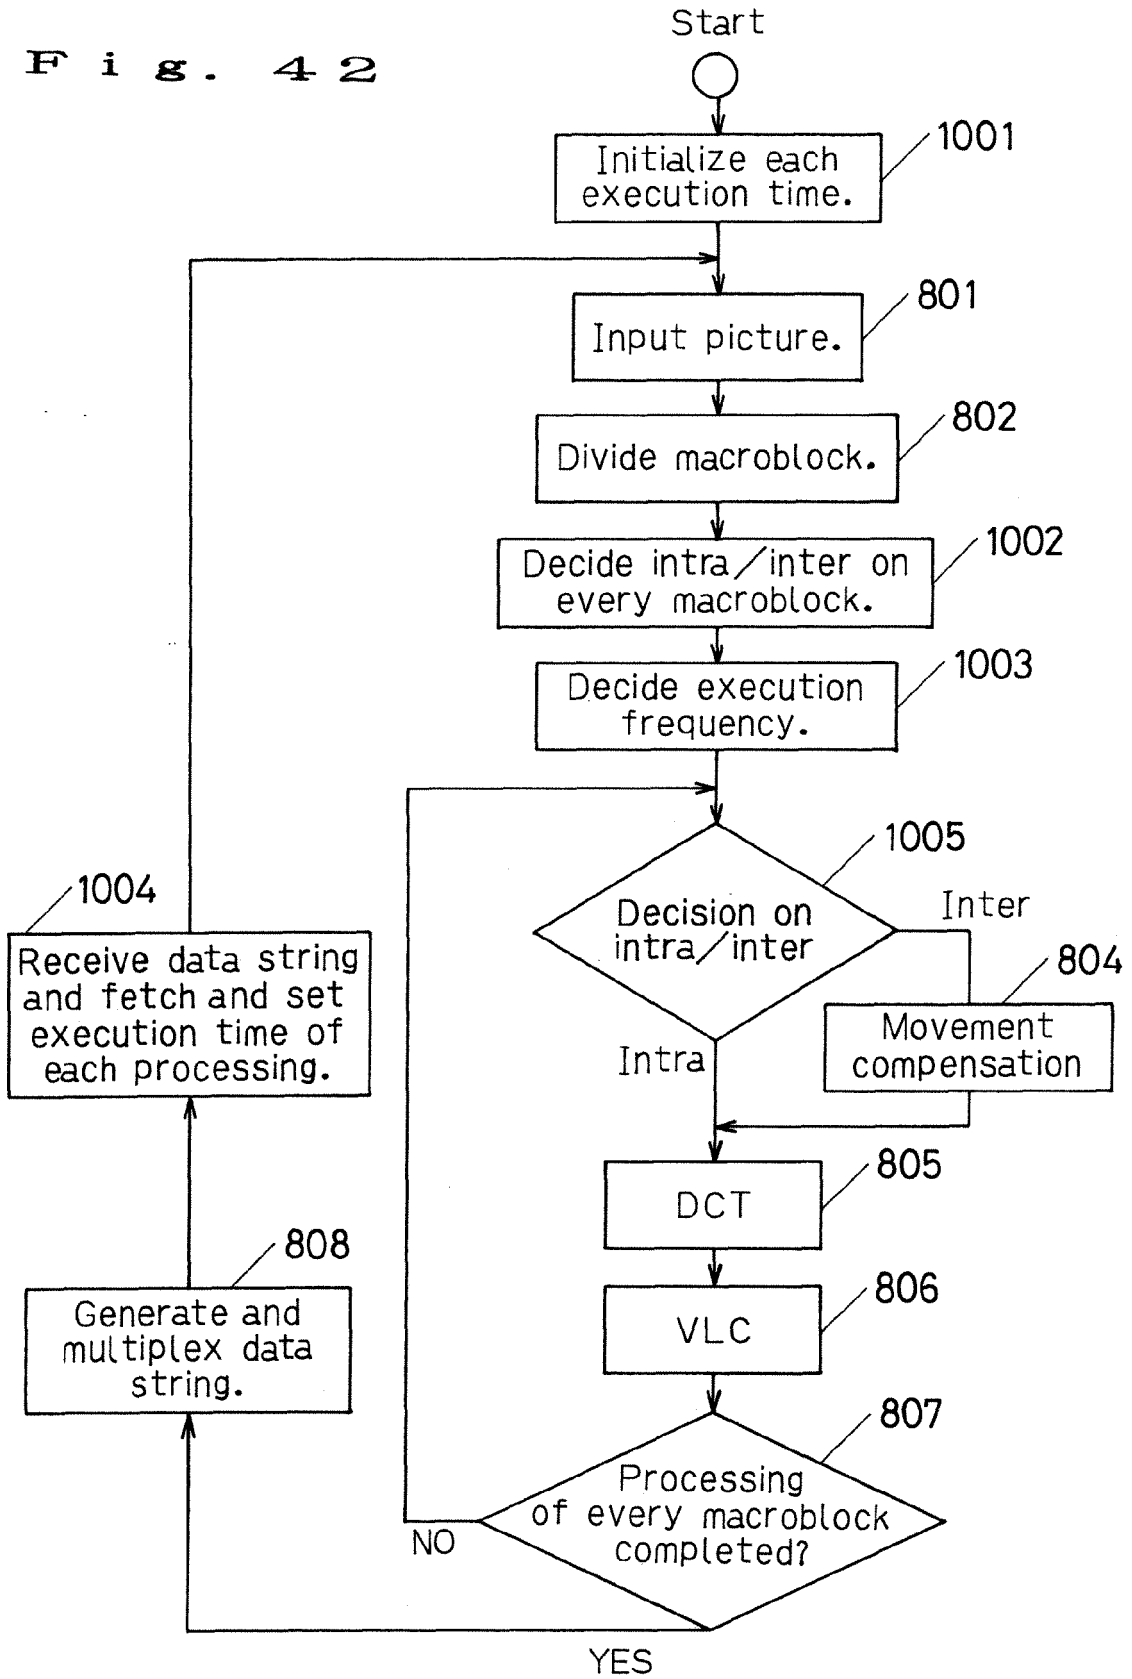 Fig. 42
Start
1001
Initialize each
execution time.
801
Input picture.
802
Divide macroblock.
1002
Decide intra/inter on
every macroblock.
1003
Decide execution
frequency.
1005
Decision on
intra/inter
Inter
Intra
804
Movement
compensation
805
DCT
806
VLC
807
Processing
of every macroblock
completed?
NO
YES
808
Generate and
multiplex data
string.
1004
Receive data string
and fetch and set
execution time of
each processing.